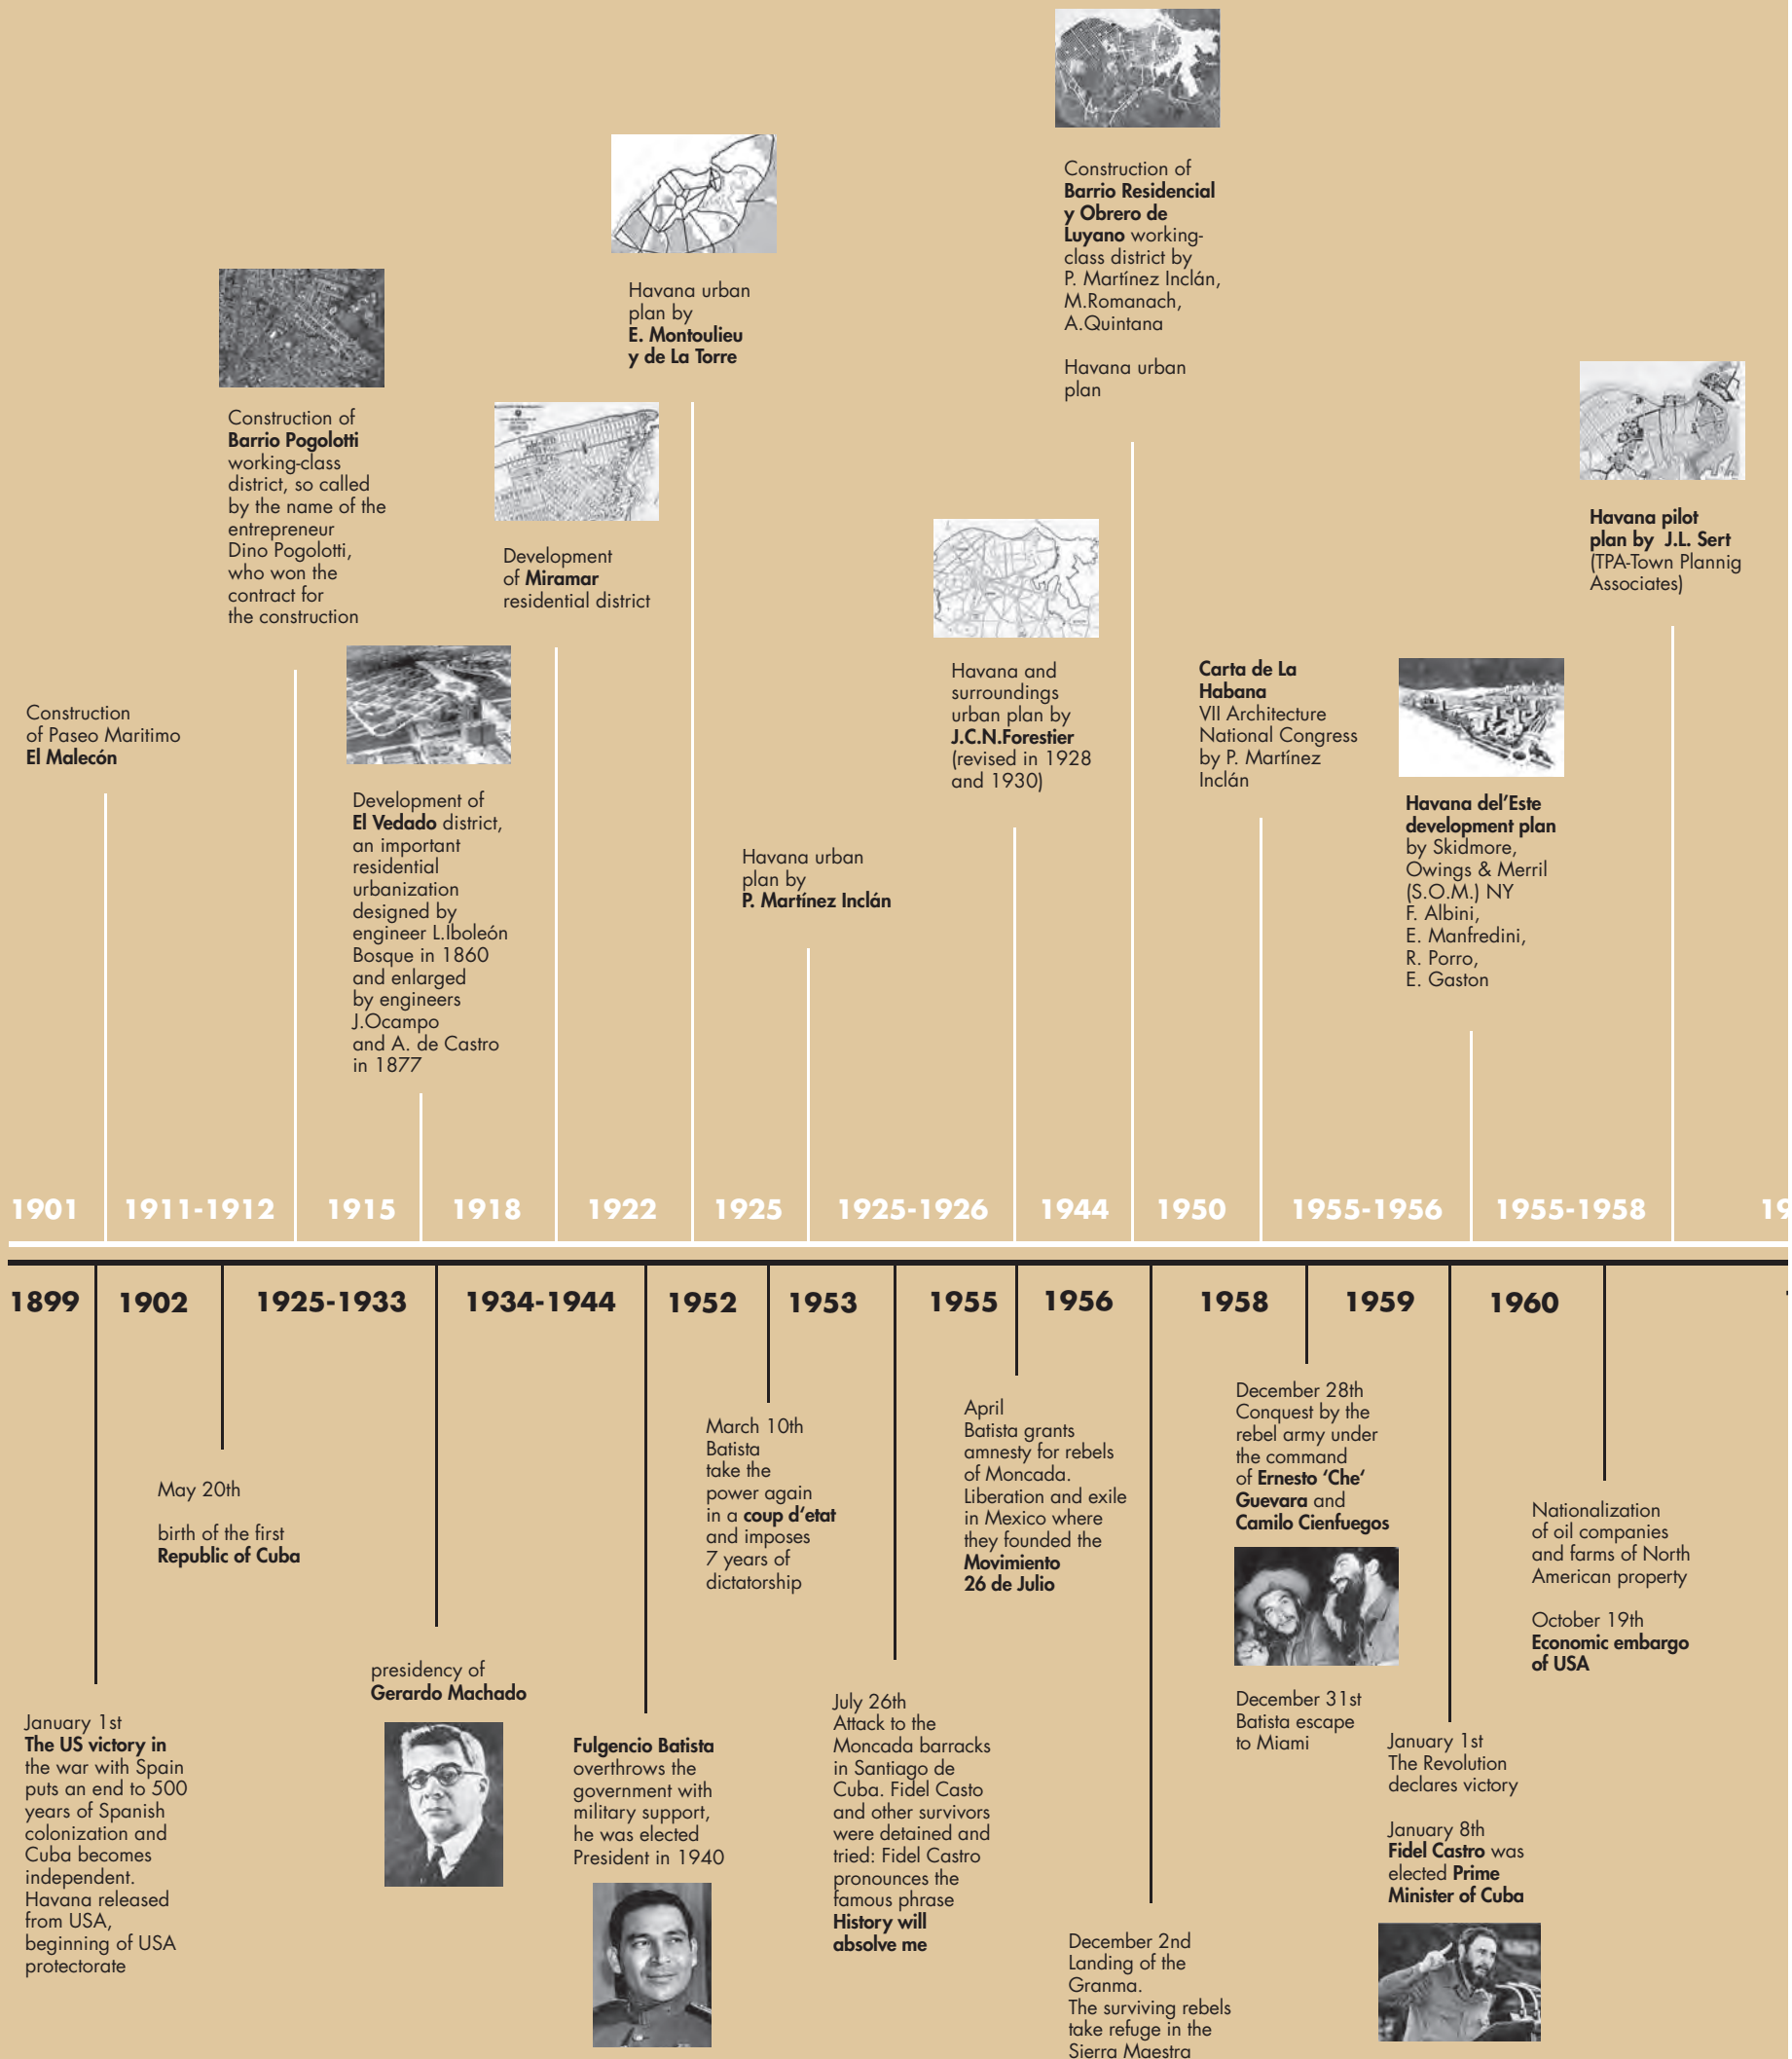 Construction
of Paseo Maritimo
El Malecón
Construction of
Barrio Pogolotti
working-class
district, so called
by the name of the
entrepreneur
Dino Pogolotti,
who won the
contract for
the construction
Development of
El Vedado district,
an important
residential
urbanization
designed by
engineer L.Iboleón
Bosque in 1860
and enlarged
by engineers
J.Ocampo
and A. de Castro
in 1877
Development
of Miramar
residential district
Havana urban
plan by
E. Montoulieu
y de La Torre
Havana urban
plan by
P. Martínez Inclán
Havana and
surroundings
urban plan by
J.C.N.Forestier
(revised in 1928
and 1930)
Construction of
Barrio Residencial
y Obrero de
Luyano working-
class district by
P. Martínez Inclán,
M.Romanach,
A.Quintana
Havana urban
plan
Carta de La
Habana
VII Architecture
National Congress
by P. Martínez
Inclán
Havana del'Este
development plan
by Skidmore,
Owings & Merril
(S.O.M.) NY
F. Albini,
E. Manfredini,
R. Porro,
E. Gaston
Havana pilot
plan by J.L. Sert
(TPA-Town Plannig
Associates)
1901 1911-1912 1915 1918 1922 1925 1925-1926 1944 1950 1955-1956 1955-1958
1899 1902 1925-1933 1934-1944 1952 1953 1955 1956 1958 1959 1960
January 1st
The US victory in
the war with Spain
puts an end to 500
years of Spanish
colonization and
Cuba becomes
independent.
Havana released
from USA,
beginning of USA
protectorate
May 20th
birth of the first
Republic of Cuba
presidency of
Gerardo Machado
Fulgencio Batista
overthrows the
government with
military support,
he was elected
President in 1940
March 10th
Batista
take the
power again
in a coup d'etat
and imposes
7 years of
dictatorship
July 26th
Attack to the
Moncada barracks
in Santiago de
Cuba. Fidel Casto
and other survivors
were detained and
tried: Fidel Castro
pronounces the
famous phrase
History will
absolve me
April
Batista grants
amnesty for rebels
of Moncada.
Liberation and exile
in Mexico where
they founded the
Movimiento
26 de Julio
December 2nd
Landing of the
Granma.
The surviving rebels
take refuge in the
Sierra Maestra
December 28th
Conquest by the
rebel army under
the command
of Ernesto 'Che'
Guevara and
Camilo Cienfuegos
December 31st
Batista escape
to Miami
January 1st
The Revolution
declares victory
January 8th
Fidel Castro was
elected Prime
Minister of Cuba
Nationalization
of oil companies
and farms of North
American property
October 19th
Economic embargo
of USA